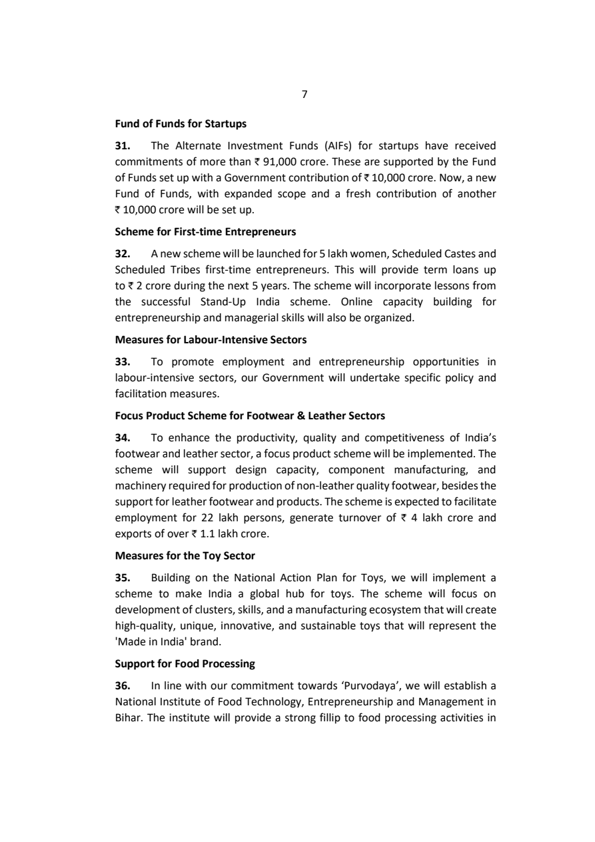 7
Fund of Funds for Startups
31. The Alternate Investment Funds (AIFs) for startups have received
commitments of more than ₹ 91,000 crore. These are supported by the Fund
of Funds set up with a Government contribution of ₹ 10,000 crore. Now, a new
Fund of Funds, with expanded scope and a fresh contribution of another
₹ 10,000 crore will be set up.
Scheme for First-time Entrepreneurs
32. A new scheme will be launched for 5 lakh women, Scheduled Castes and
Scheduled Tribes first-time entrepreneurs. This will provide term loans up
to ₹ 2 crore during the next 5 years. The scheme will incorporate lessons from
the successful Stand-Up India scheme. Online capacity building for
entrepreneurship and managerial skills will also be organized.
Measures for Labour-Intensive Sectors
33. To promote employment and entrepreneurship opportunities in
labour-intensive sectors, our Government will undertake specific policy and
facilitation measures.
Focus Product Scheme for Footwear & Leather Sectors
34. To enhance the productivity, quality and competitiveness of India's
footwear and leather sector, a focus product scheme will be implemented. The
scheme will support design capacity, component manufacturing, and
machinery required for production of non-leather quality footwear, besides the
support for leather footwear and products. The scheme is expected to facilitate
employment for 22 lakh persons, generate turnover of ₹ 4 lakh crore and
exports of over ₹ 1.1 lakh crore.
Measures for the Toy Sector
35. Building on the National Action Plan for Toys, we will implement a
scheme to make India a global hub for toys. The scheme will focus on
development of clusters, skills, and a manufacturing ecosystem that will create
high-quality, unique, innovative, and sustainable toys that will represent the
'Made in India' brand.
Support for Food Processing
36. In line with our commitment towards ‘Purvodaya’, we will establish a
National Institute of Food Technology, Entrepreneurship and Management in
Bihar. The institute will provide a strong fillip to food processing activities in